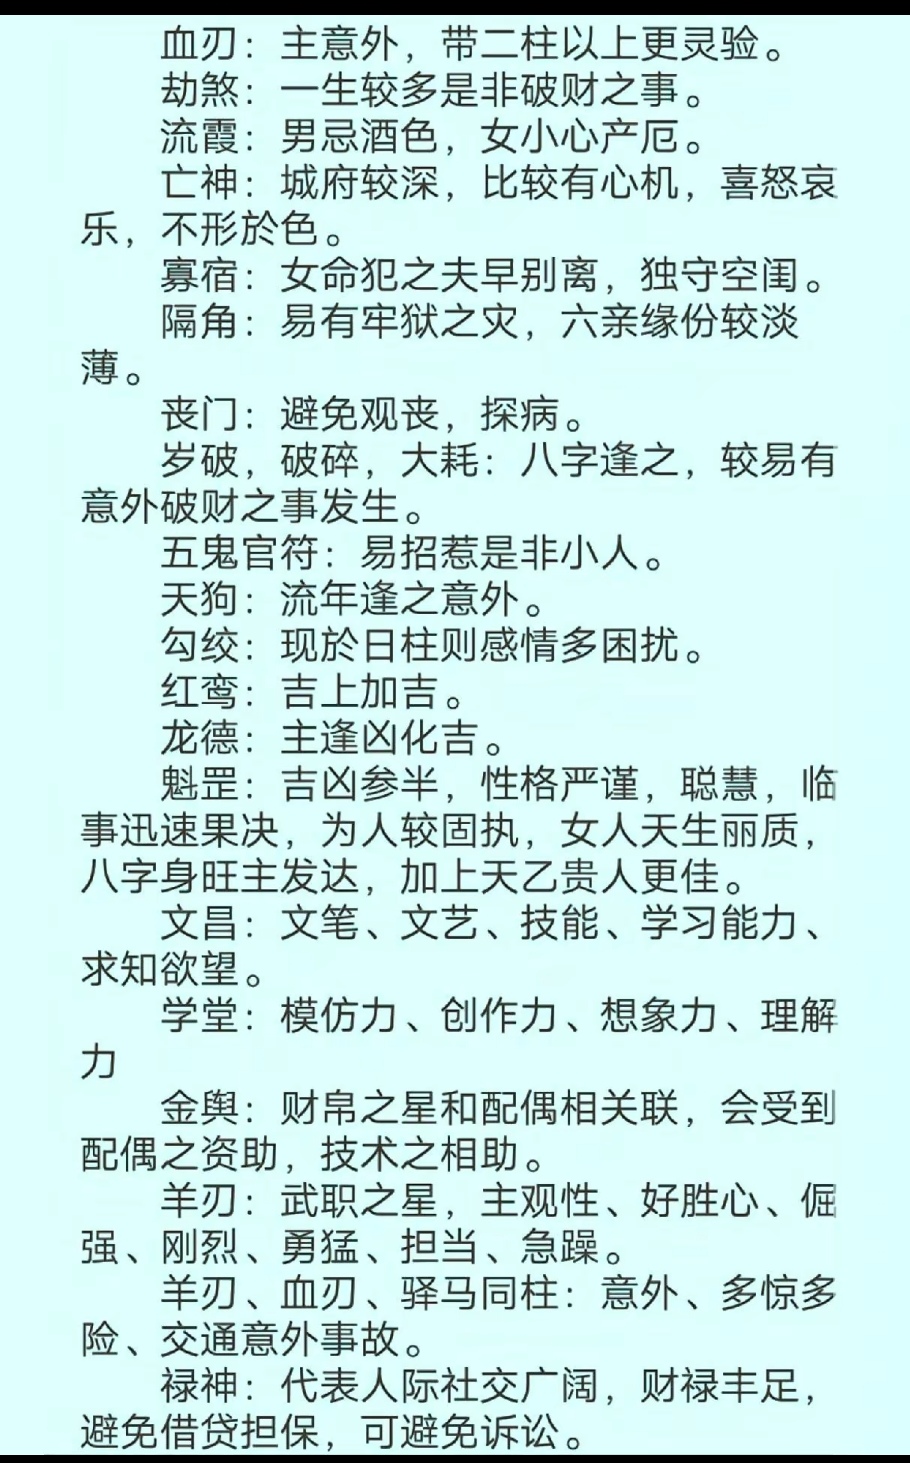 血刃：主意外，带二柱以上更灵验。
劫煞：一生较多是非破财之事。
流霞：男忌酒色，女小心产厄。
亡神：城府较深，比较有心机，喜怒哀
乐，不形於色。
寡宿：女命犯之夫早别离，独守空闺。
隔角：易有牢狱之灾，六亲缘份较淡
薄。
丧门：避免观丧，探病。
岁破，破碎，大耗：八字逢之，较易有
意外破财之事发生。
五鬼官符：易招惹是非小人。
天狗：流年逢之意外。
勾绞：现於日柱则感情多困扰。
红鸾：吉上加吉。
龙德：主逢凶化吉。
魁罡：吉凶参半，性格严谨，聪慧，临
事迅速果决，为人较固执，女人天生丽质，
八字身旺主发达，加上天乙贵人更佳。
文昌：文笔、文艺、技能、学习能力、
求知欲望。
学堂：模仿力、创作力、想象力、理解
力
金舆：财帛之星和配偶相关联，会受到
配偶之资助，技术之相助。
羊刃：武职之星，主观性、好胜心、倔
强、刚烈、勇猛、担当、急躁。
羊刃、血刃、驿马同柱：意外、多惊多
险、交通意外事故。
禄神：代表人际社交广阔，财禄丰足，
避免借贷担保，可避免诉讼。